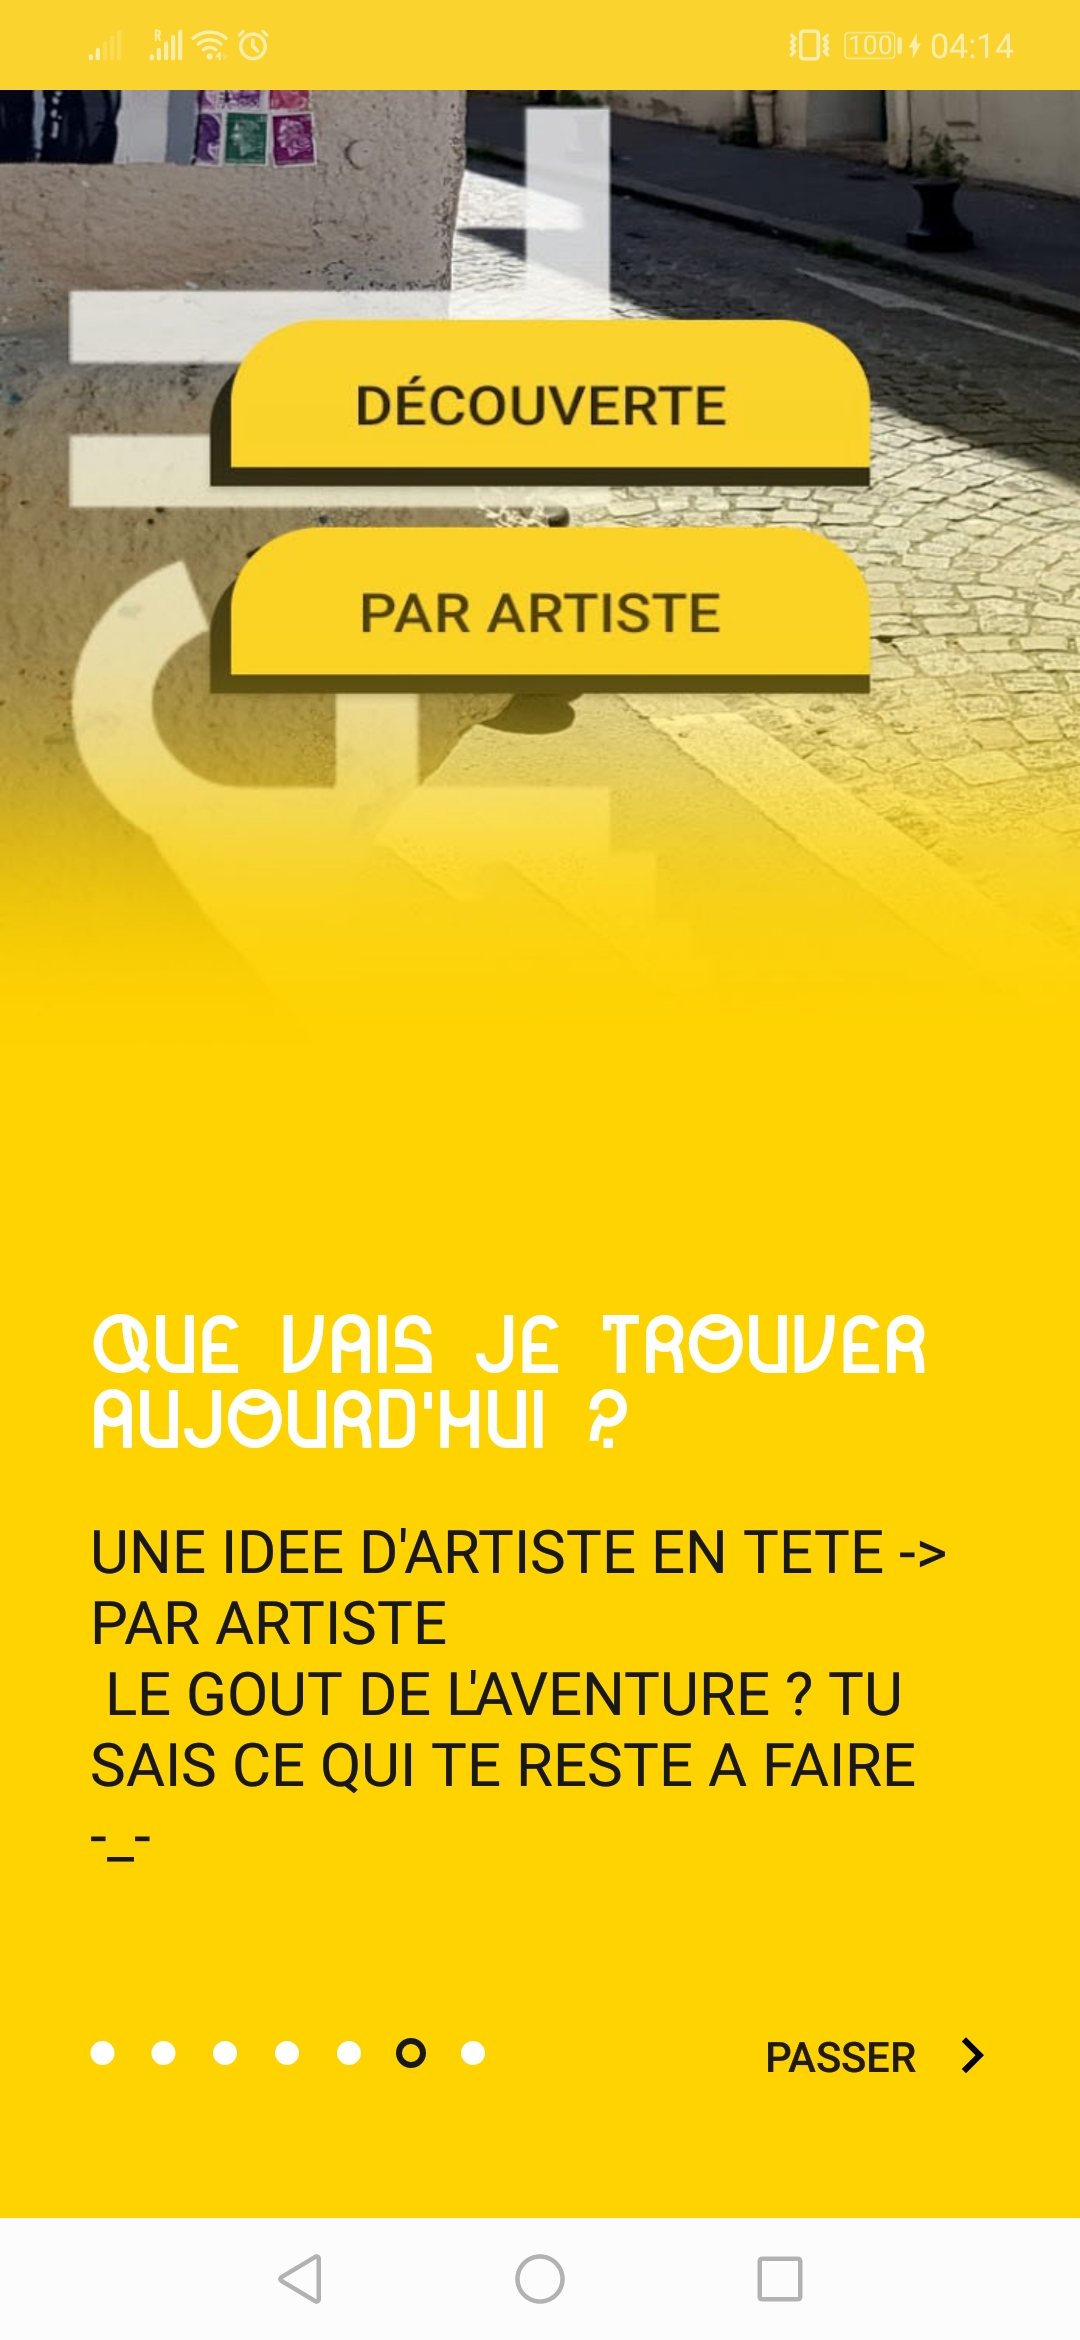 R 100 04:14
DÉCOUVERTE
PAR ARTISTE
QUE VAIS JE TROUVER
AUJOURD'HUI ?
UNE IDEE D'ARTISTE EN TETE ->
PAR ARTISTE
LE GOUT DE L'AVENTURE ? TU
SAIS CE QUI TE RESTE A FAIRE
-_-
PASSER